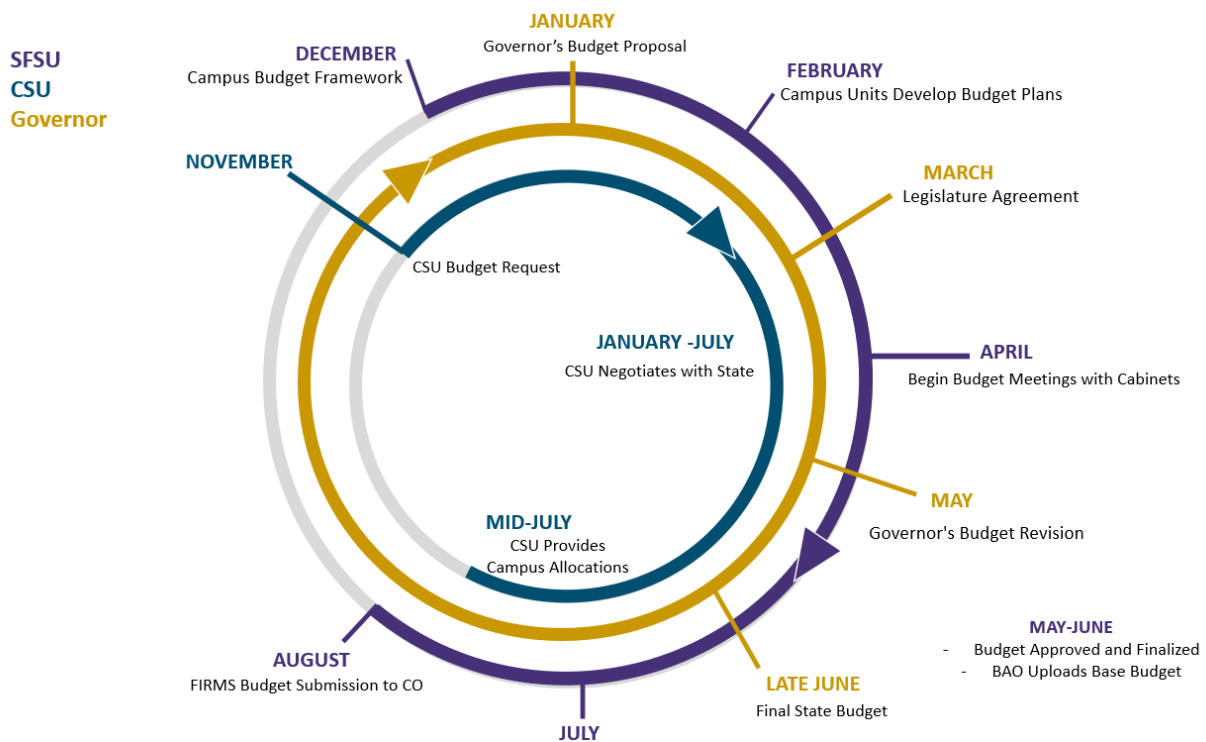 SFSU
CSU
Governor
JANUARY
Governor’s Budget Proposal
DECEMBER
Campus Budget Framework
FEBRUARY
Campus Units Develop Budget Plans
NOVEMBER
CSU Budget Request
MARCH
Legislature Agreement
JANUARY -JULY
CSU Negotiates with State
APRIL
Begin Budget Meetings with Cabinets
MAY
Governor's Budget Revision
MID-JULY
CSU Provides
Campus Allocations
MAY-JUNE
- Budget Approved and Finalized
- BAO Uploads Base Budget
AUGUST
FIRMS Budget Submission to CO
LATE JUNE
Final State Budget
JULY